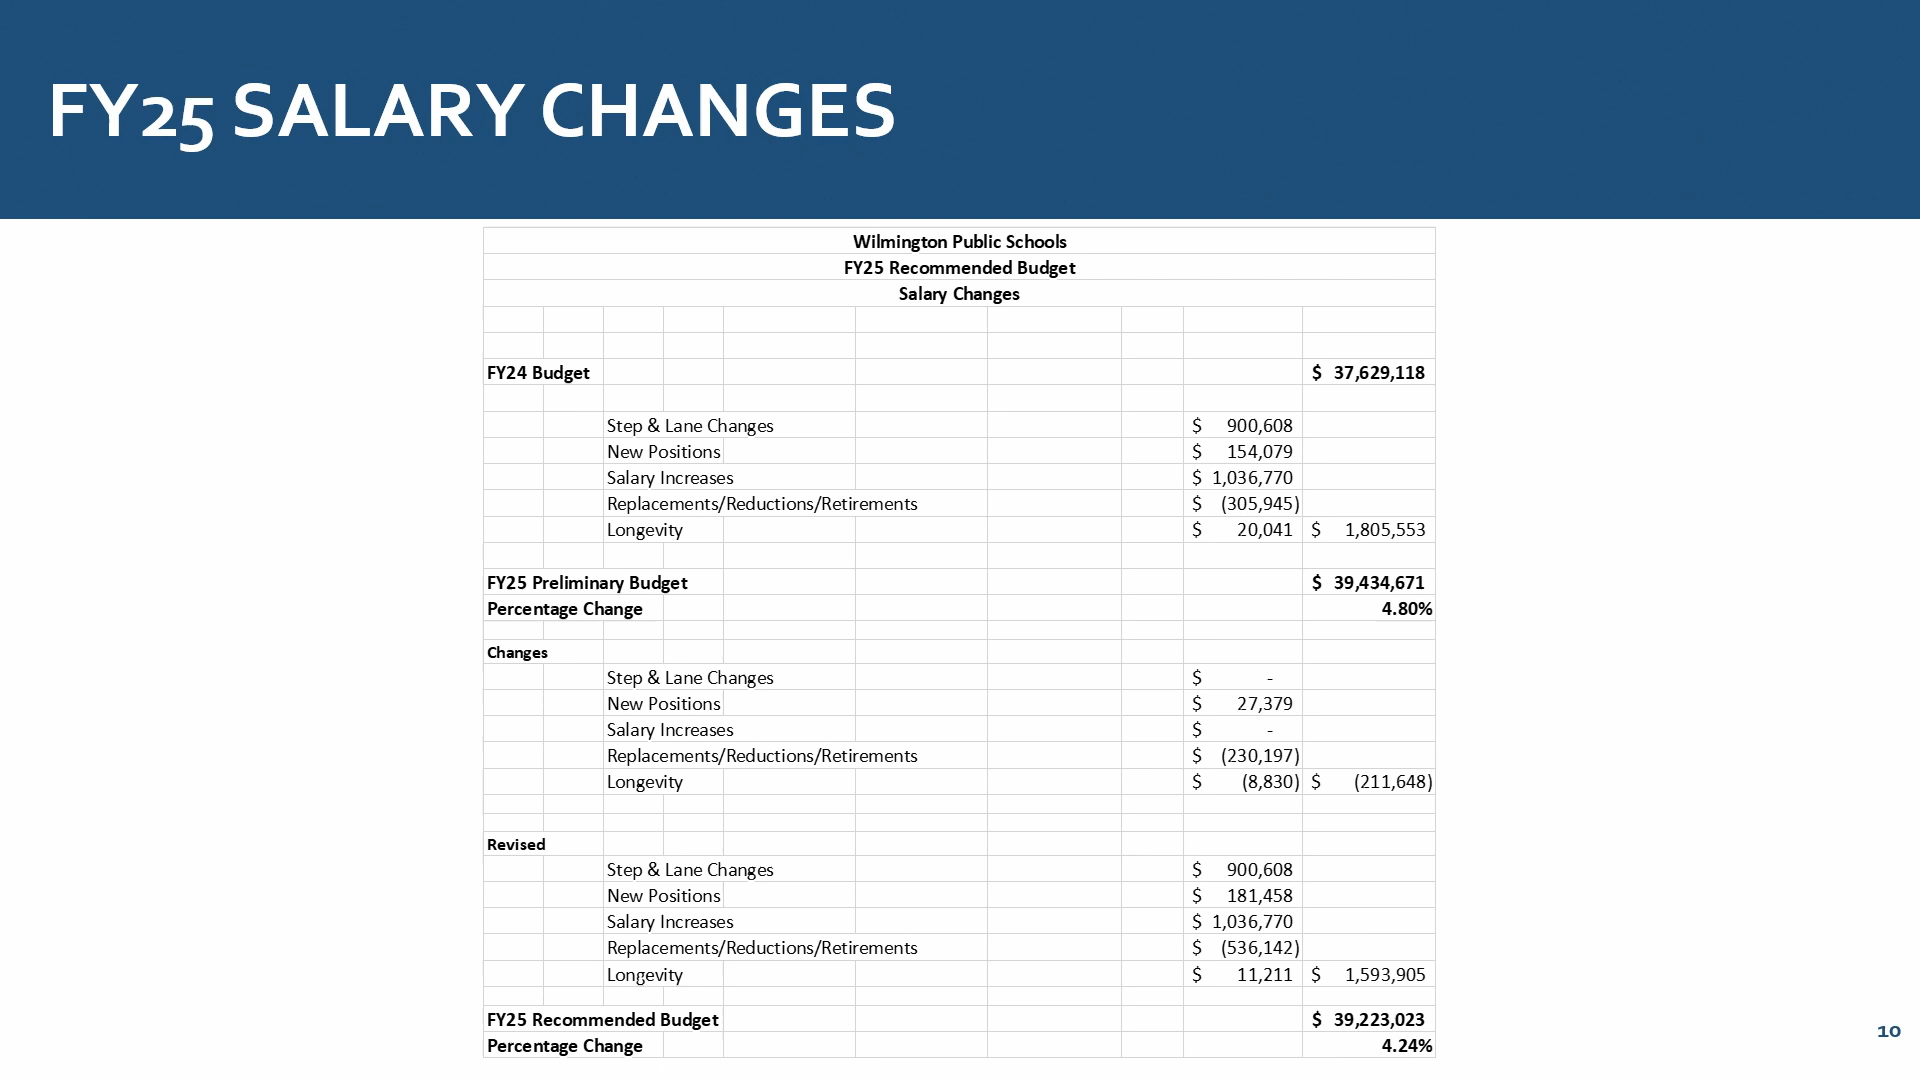 FY25 SALARY CHANGES
Wilmington Public Schools
FY25 Recommended Budget
Salary Changes
FY24 Budget $ 37,629,118
Step & Lane Changes $ 900,608
New Positions $ 154,079
Salary Increases $ 1,036,770
Replacements/Reductions/Retirements $ (305,945)
Longevity $ 20,041 $ 1,805,553
FY25 Preliminary Budget $ 39,434,671
Percentage Change 4.80%
Changes
Step & Lane Changes $ -
New Positions $ 27,379
Salary Increases $ -
Replacements/Reductions/Retirements $ (230,197)
Longevity $ (8,830) $ (211,648)
Revised
Step & Lane Changes $ 900,608
New Positions $ 181,458
Salary Increases $ 1,036,770
Replacements/Reductions/Retirements $ (536,142)
Longevity $ 11,211 $ 1,593,905
FY25 Recommended Budget $ 39,223,023
Percentage Change 4.24%
10